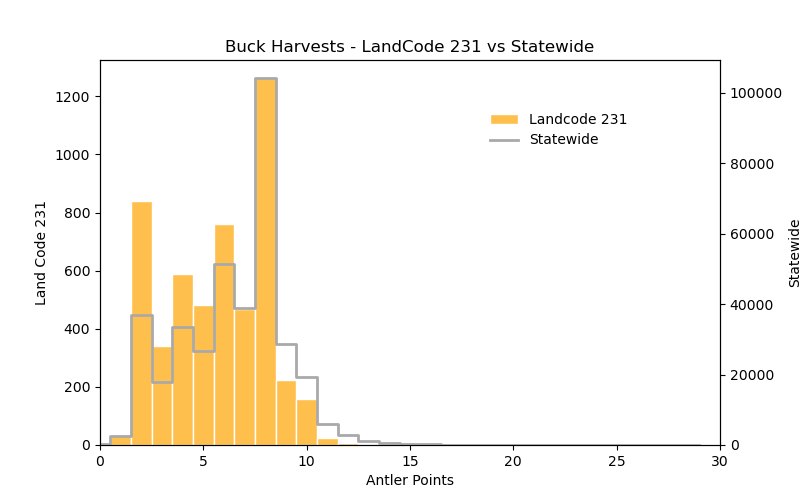 Buck Harvests - LandCode 231 vs Statewide
1200
1000
800
600
400
200
0
Land Code 231
Landcode 231
Statewide
100000
80000
60000
40000
20000
0
Statewide
0 5 10 15 20 25 30
Antler Points